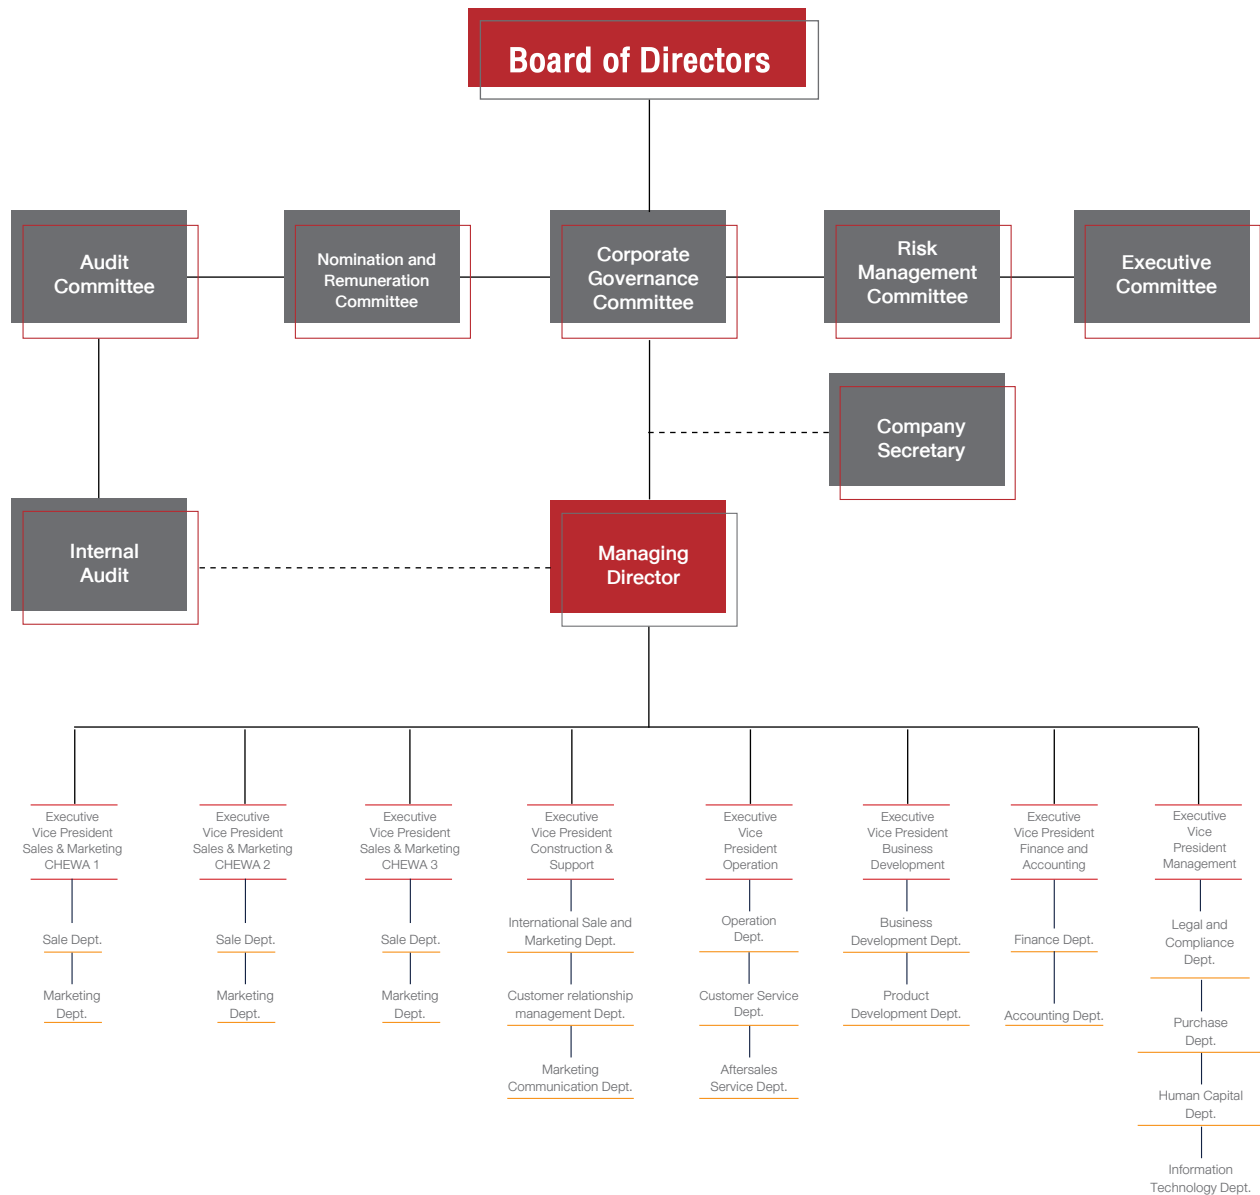 Board of Directors
Audit
Committee
Nomination and
Remuneration
Committee
Corporate
Governance
Committee
Risk
Management
Committee
Executive
Committee
Company
Secretary
Internal
Audit
Managing
Director
Executive
Vice President
Sales & Marketing
CHEWA 1
Sale Dept.
Marketing
Dept.
Executive
Vice President
Sales & Marketing
CHEWA 2
Sale Dept.
Marketing
Dept.
Executive
Vice President
Sales & Marketing
CHEWA 3
Sale Dept.
Marketing
Dept.
Executive
Vice President
Construction &
Support
International Sale and
Marketing Dept.
Customer relationship
management Dept.
Marketing
Communication Dept.
Executive
Vice
President
Operation
Operation
Dept.
Customer Service
Dept.
Aftersales
Service Dept.
Executive
Vice President
Business
Development
Business
Development Dept.
Product
Development Dept.
Executive
Vice President
Finance and
Accounting
Finance Dept.
Accounting Dept.
Executive
Vice
President
Management
Legal and
Compliance
Dept.
Purchase
Dept.
Human Capital
Dept.
Information
Technology Dept.